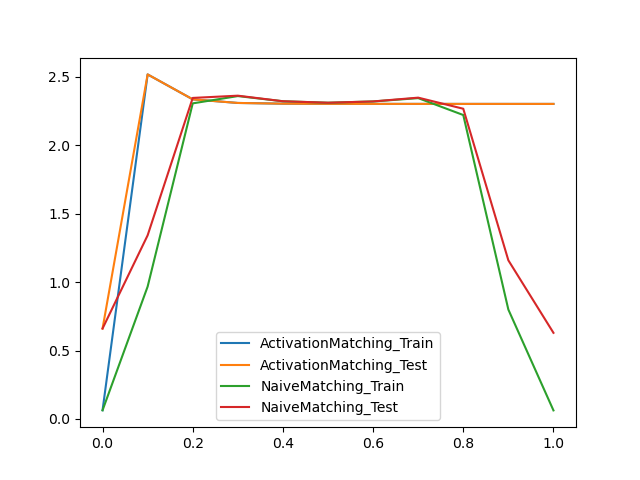 2.5
2.0
1.5
1.0
0.5
0.0
ActivationMatching_Train
ActivationMatching_Test
NaiveMatching_Train
NaiveMatching_Test
0.0 0.2 0.4 0.6 0.8 1.0